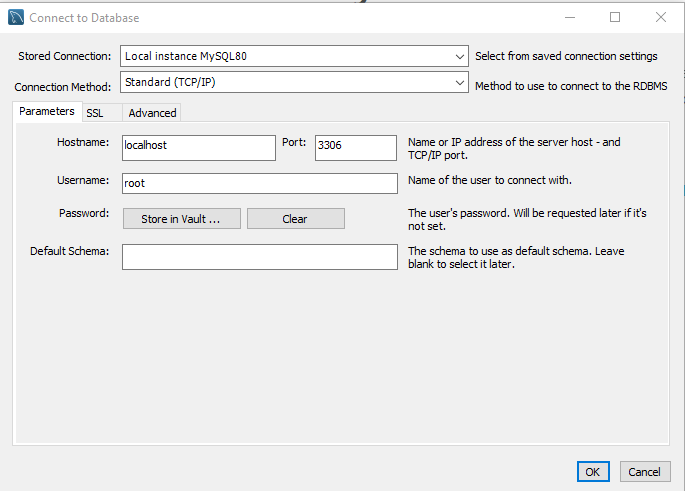 Connect to Database
Stored Connection: Local instance MySQL80 Select from saved connection settings
Connection Method: Standard (TCP/IP) Method to use to connect to the RDBMS
Parameters SSL Advanced
Hostname: localhost Port: 3306 Name or IP address of the server host - and
TCP/IP port.
Username: root Name of the user to connect with.
Password: Store in Vault ... Clear The user's password. Will be requested later if it's
not set.
Default Schema: The schema to use as default schema. Leave
blank to select it later.
OK Cancel